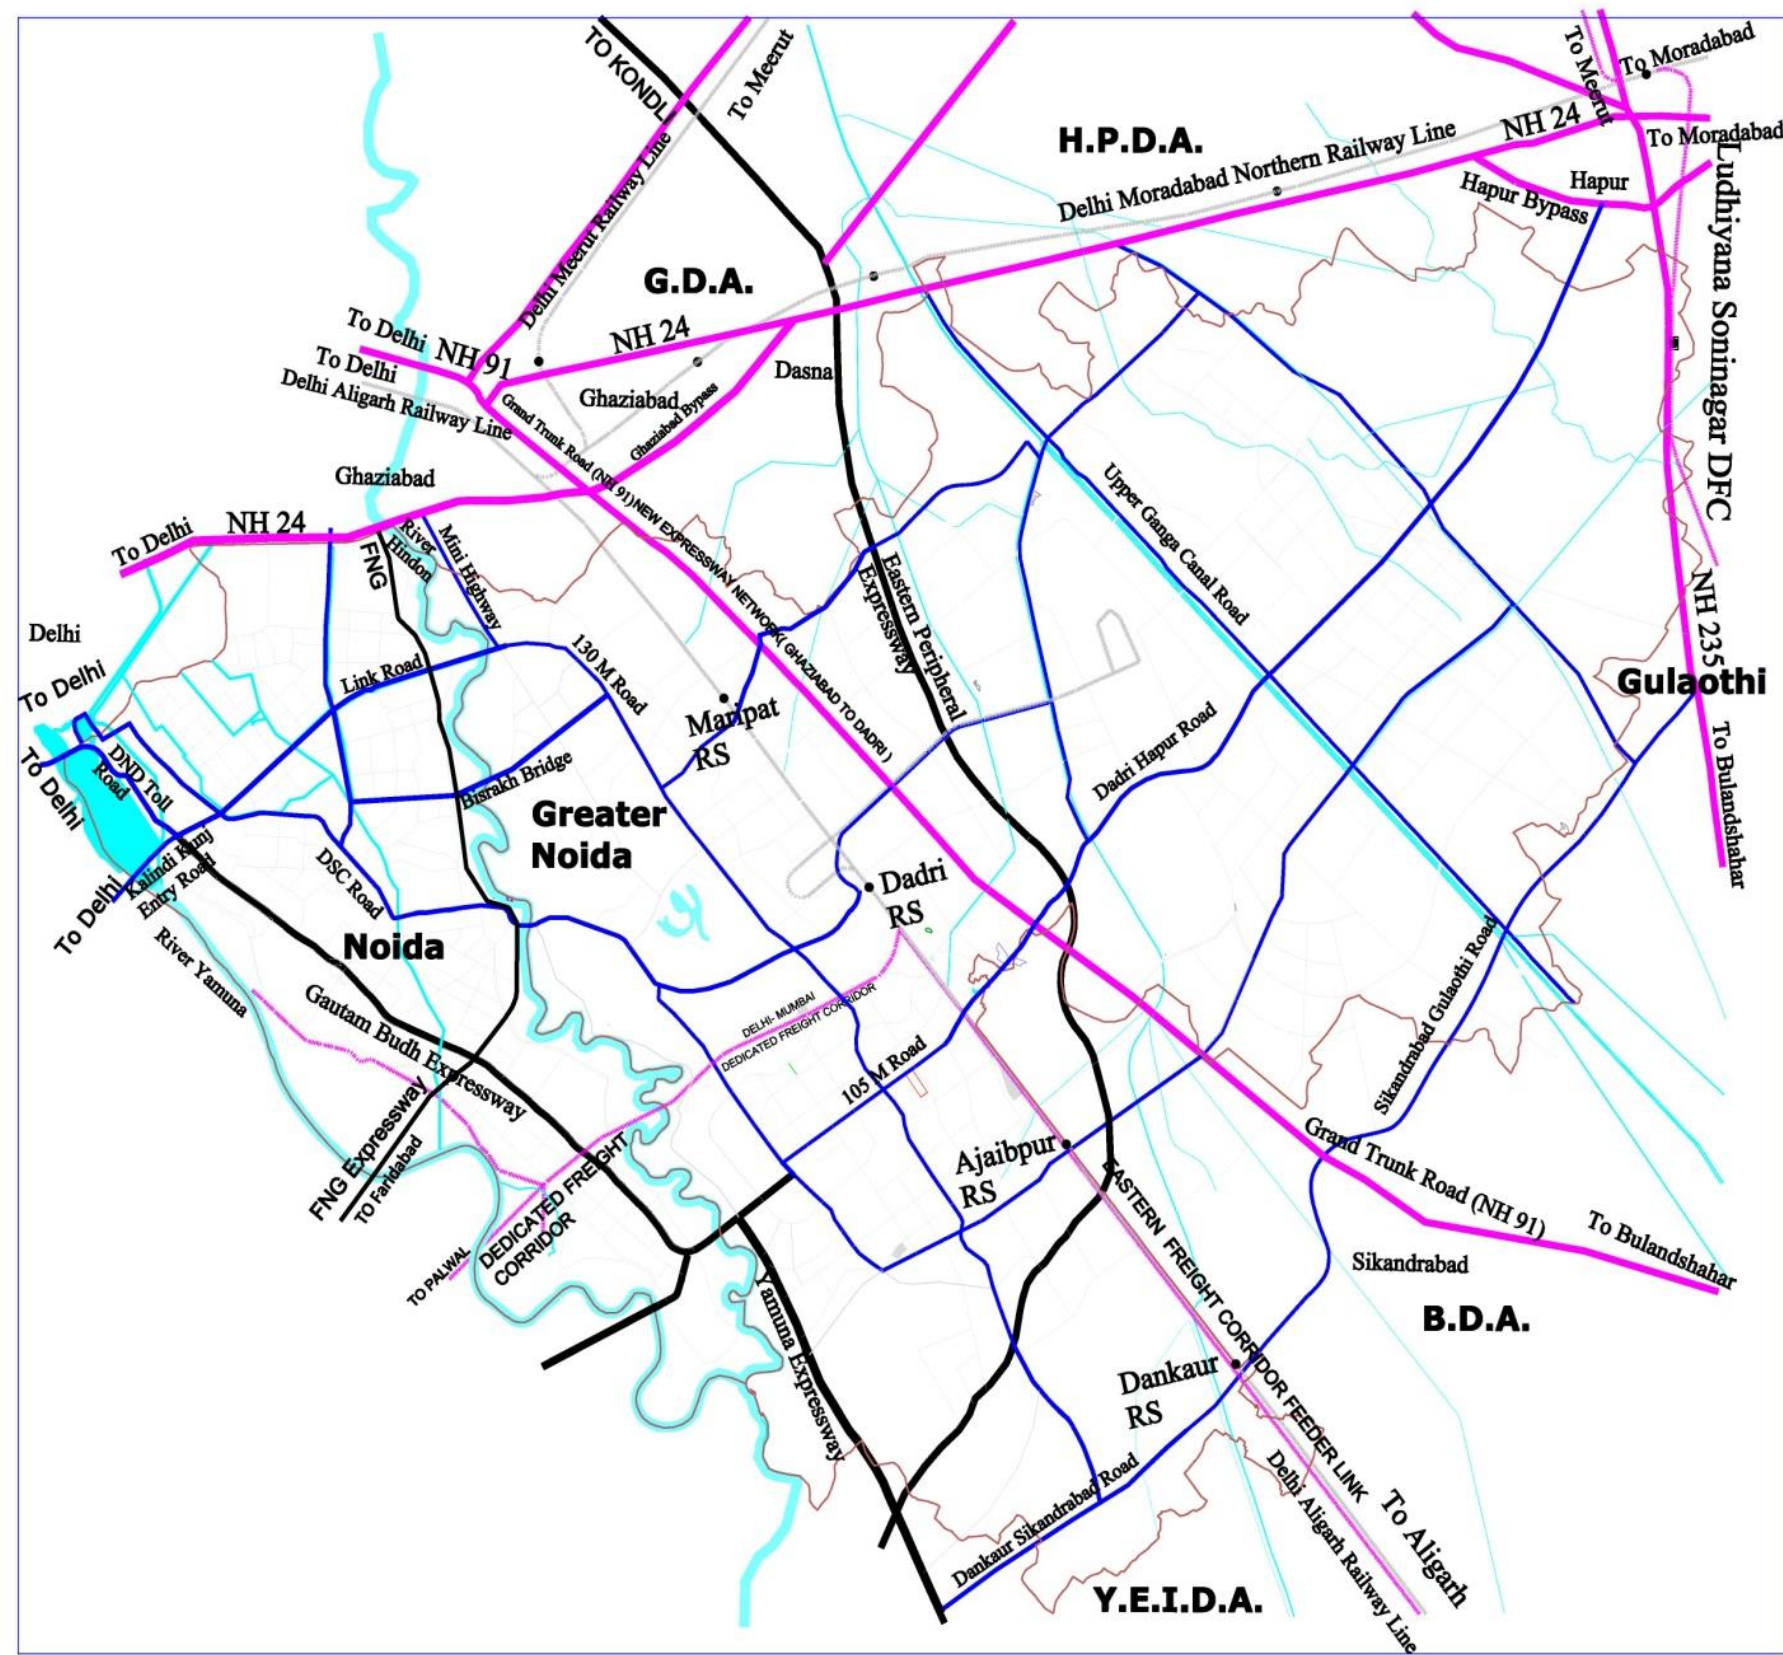 TO KONDLI
To Meerut
To Meerut
To Moradabad
H.P.D.A.
NH 24
To Moradabad
Delhi Moradabad Northern Railway Line
Hapur
Hapur Bypass
Ludhiyana Soninagar DFC
Delhi Meerut Railway Line
G.D.A.
To Delhi
NH 91
NH 24
To Delhi
Delhi Aligarh Railway Line
Dasna
Ghaziabad
Ghaziabad Bypass
Grand Trunk Road (NH 91)NEW EXPRESSWAY NETWORK( GHAZIABAD TO DADRI )
Ghaziabad
NH 24
To Delhi
FNG
River
Hindon
Mini Highway
Upper Ganga Canal Road
Eastern Peripheral
Expressway
NH 235
Delhi
To Delhi
Link Road
130 M Road
Gulaothi
Maripat
RS
Dadri Hapur Road
To Bulandshahar
To Delhi
DND Toll
Road
Bisrakh Bridge
Greater
Noida
Kalindi Kunj
Entry Road
To Delhi
DSC Road
Dadri
RS
Noida
River Yamuna
Gautam Budh Expressway
DELHI- MUMBAI
DEDICATED FREIGHT CORRIDOR
105 M Road
Sikandrabad Gulaothi Road
FNG Expressway
TO Faridabad
DEDICATED FREIGHT
CORRIDOR
TO PALWAL
Ajaibpur
RS
EASTERN FREIGHT CORRIDOR FEEDER LINK
Grand Trunk Road (NH 91)
To Bulandshahar
Sikandrabad
B.D.A.
Yamuna Expressway
Dankaur
RS
Dankaur Sikandrabad Road
Delhi Aligarh Railway Line
To Aligarh
Y.E.I.D.A.